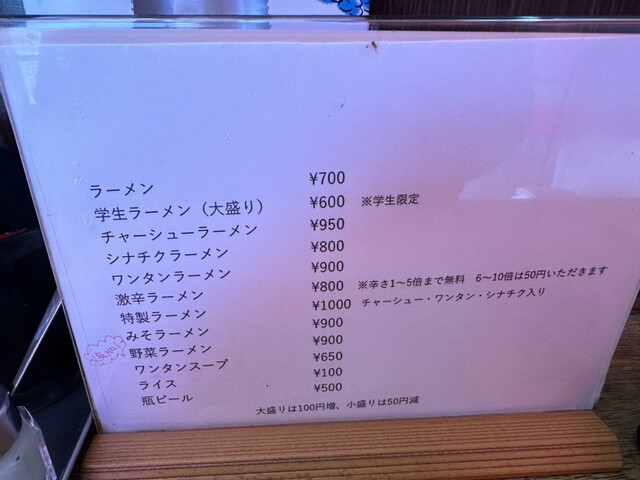 ラーメン ¥700
学生ラーメン（大盛り） ¥600 ※学生限定
チャーシューラーメン ¥950
シナチクラーメン ¥800
ワンタンラーメン ¥900
激辛ラーメン ¥800 ※辛さ1～5倍まで無料 6～10倍は50円いただきます
特製ラーメン ¥1000 チャーシュー・ワンタン・シナチク入り
みそラーメン ¥900
野菜ラーメン ¥900
ワンタンスープ ¥650
ライス ¥100
瓶ビール ¥500
大盛りは100円増、小盛りは50円減